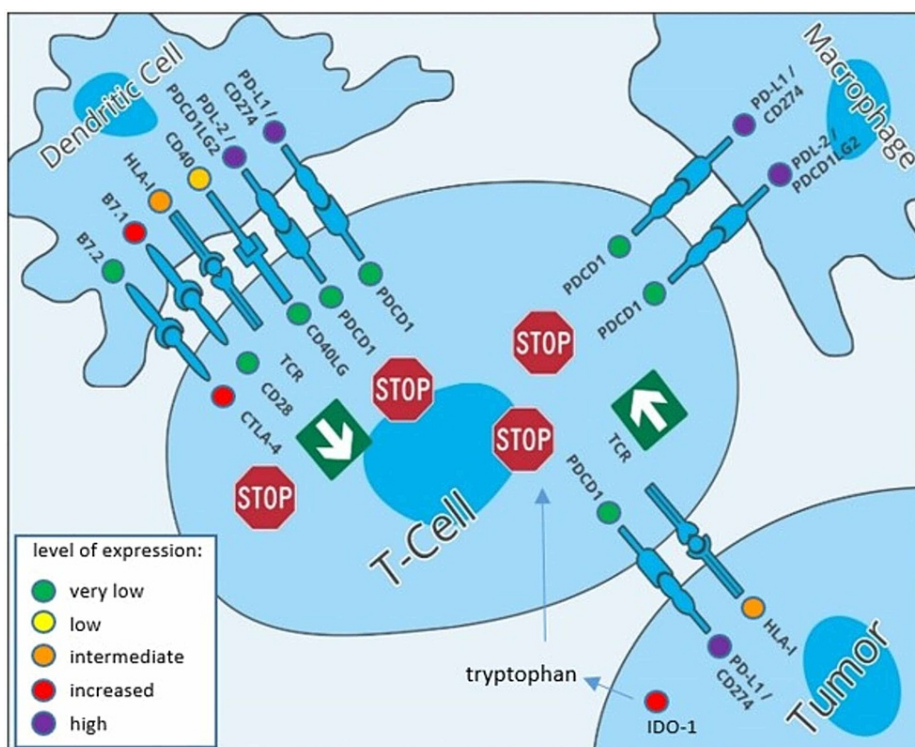 Dendritic Cell
PD-L1 /
CD274
PDL-2 /
PDCD1LG2
CD40
HLA-I
B7.1
B7.2
PDCD1
PDCD1
CD40LG
TCR
CD28
CTLA-4
Macrophage
PD-L1 /
CD274
PDL-2 /
PDCD1LG2
PDCD1
PDCD1
STOP
STOP
STOP
STOP
T-Cell
TCR
PDCD1
HLA-I
PD-L1 /
CD274
Tumor
tryptophan
IDO-1
level of expression:
very low
low
intermediate
increased
high